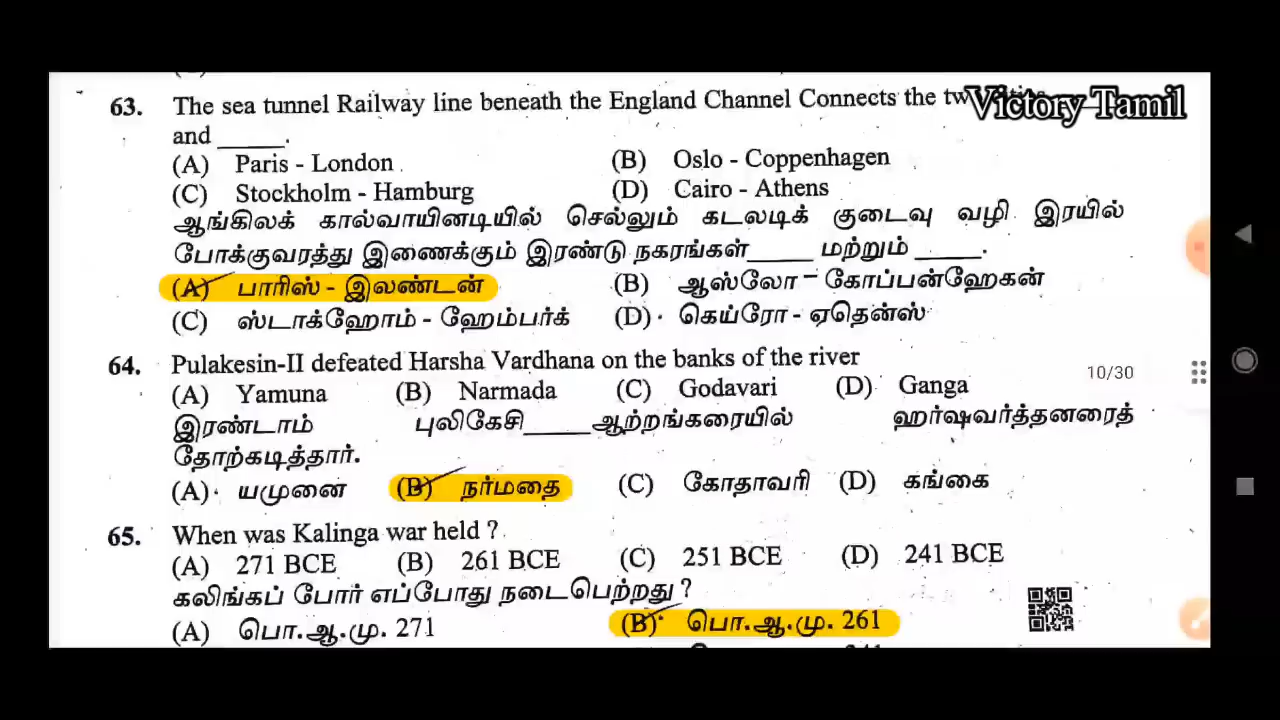 63. The sea tunnel Railway line beneath the England Channel Connects the
Victory Tamil
and ______.
(A) Paris - London (B) Oslo - Coppenhagen
(C) Stockholm - Hamburg (D) Cairo - Athens
ஆங்கிலக் கால்வாயினடியில் செல்லும் கடலடிக் குடைவு வழி இரயில்
போக்குவரத்து இணைக்கும் இரண்டு நகரங்கள்______ மற்றும் ______.
(A) பாரிஸ் - இலண்டன் (B) ஆஸ்லோ - கோப்பன்ஹேகன்
(C) ஸ்டாக்ஹோம் - ஹேம்பர்க் (D) கெய்ரோ - ஏதென்ஸ்
64. Pulakesin-II defeated Harsha Vardhana on the banks of the river
10/30
(A) Yamuna (B) Narmada (C) Godavari (D) Ganga
இரண்டாம் புலிகேசி______ஆற்றங்கரையில் ஹர்ஷவர்த்தனரைத்
தோற்கடித்தார்.
(A) யமுனை (B) நர்மதை (C) கோதாவரி (D) கங்கை
65. When was Kalinga war held ?
(A) 271 BCE (B) 261 BCE (C) 251 BCE (D) 241 BCE
கலிங்கப் போர் எப்போது நடைபெற்றது ?
(A) பொ.ஆ.மு. 271 (B) பொ.ஆ.மு. 261